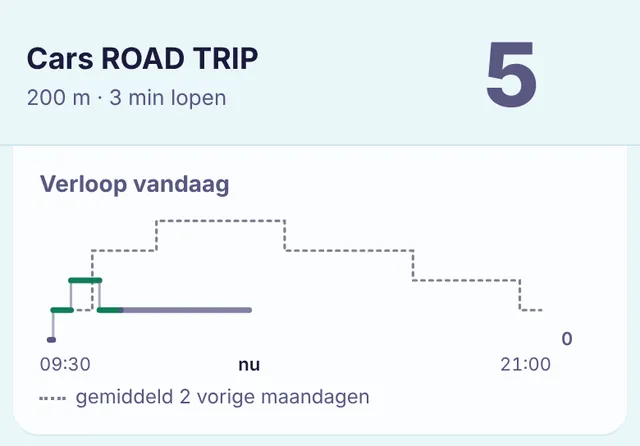 Cars ROAD TRIP
5
200 m · 3 min lopen
Verloop vandaag
0
09:30 nu 21:00
gemiddeld 2 vorige maandagen